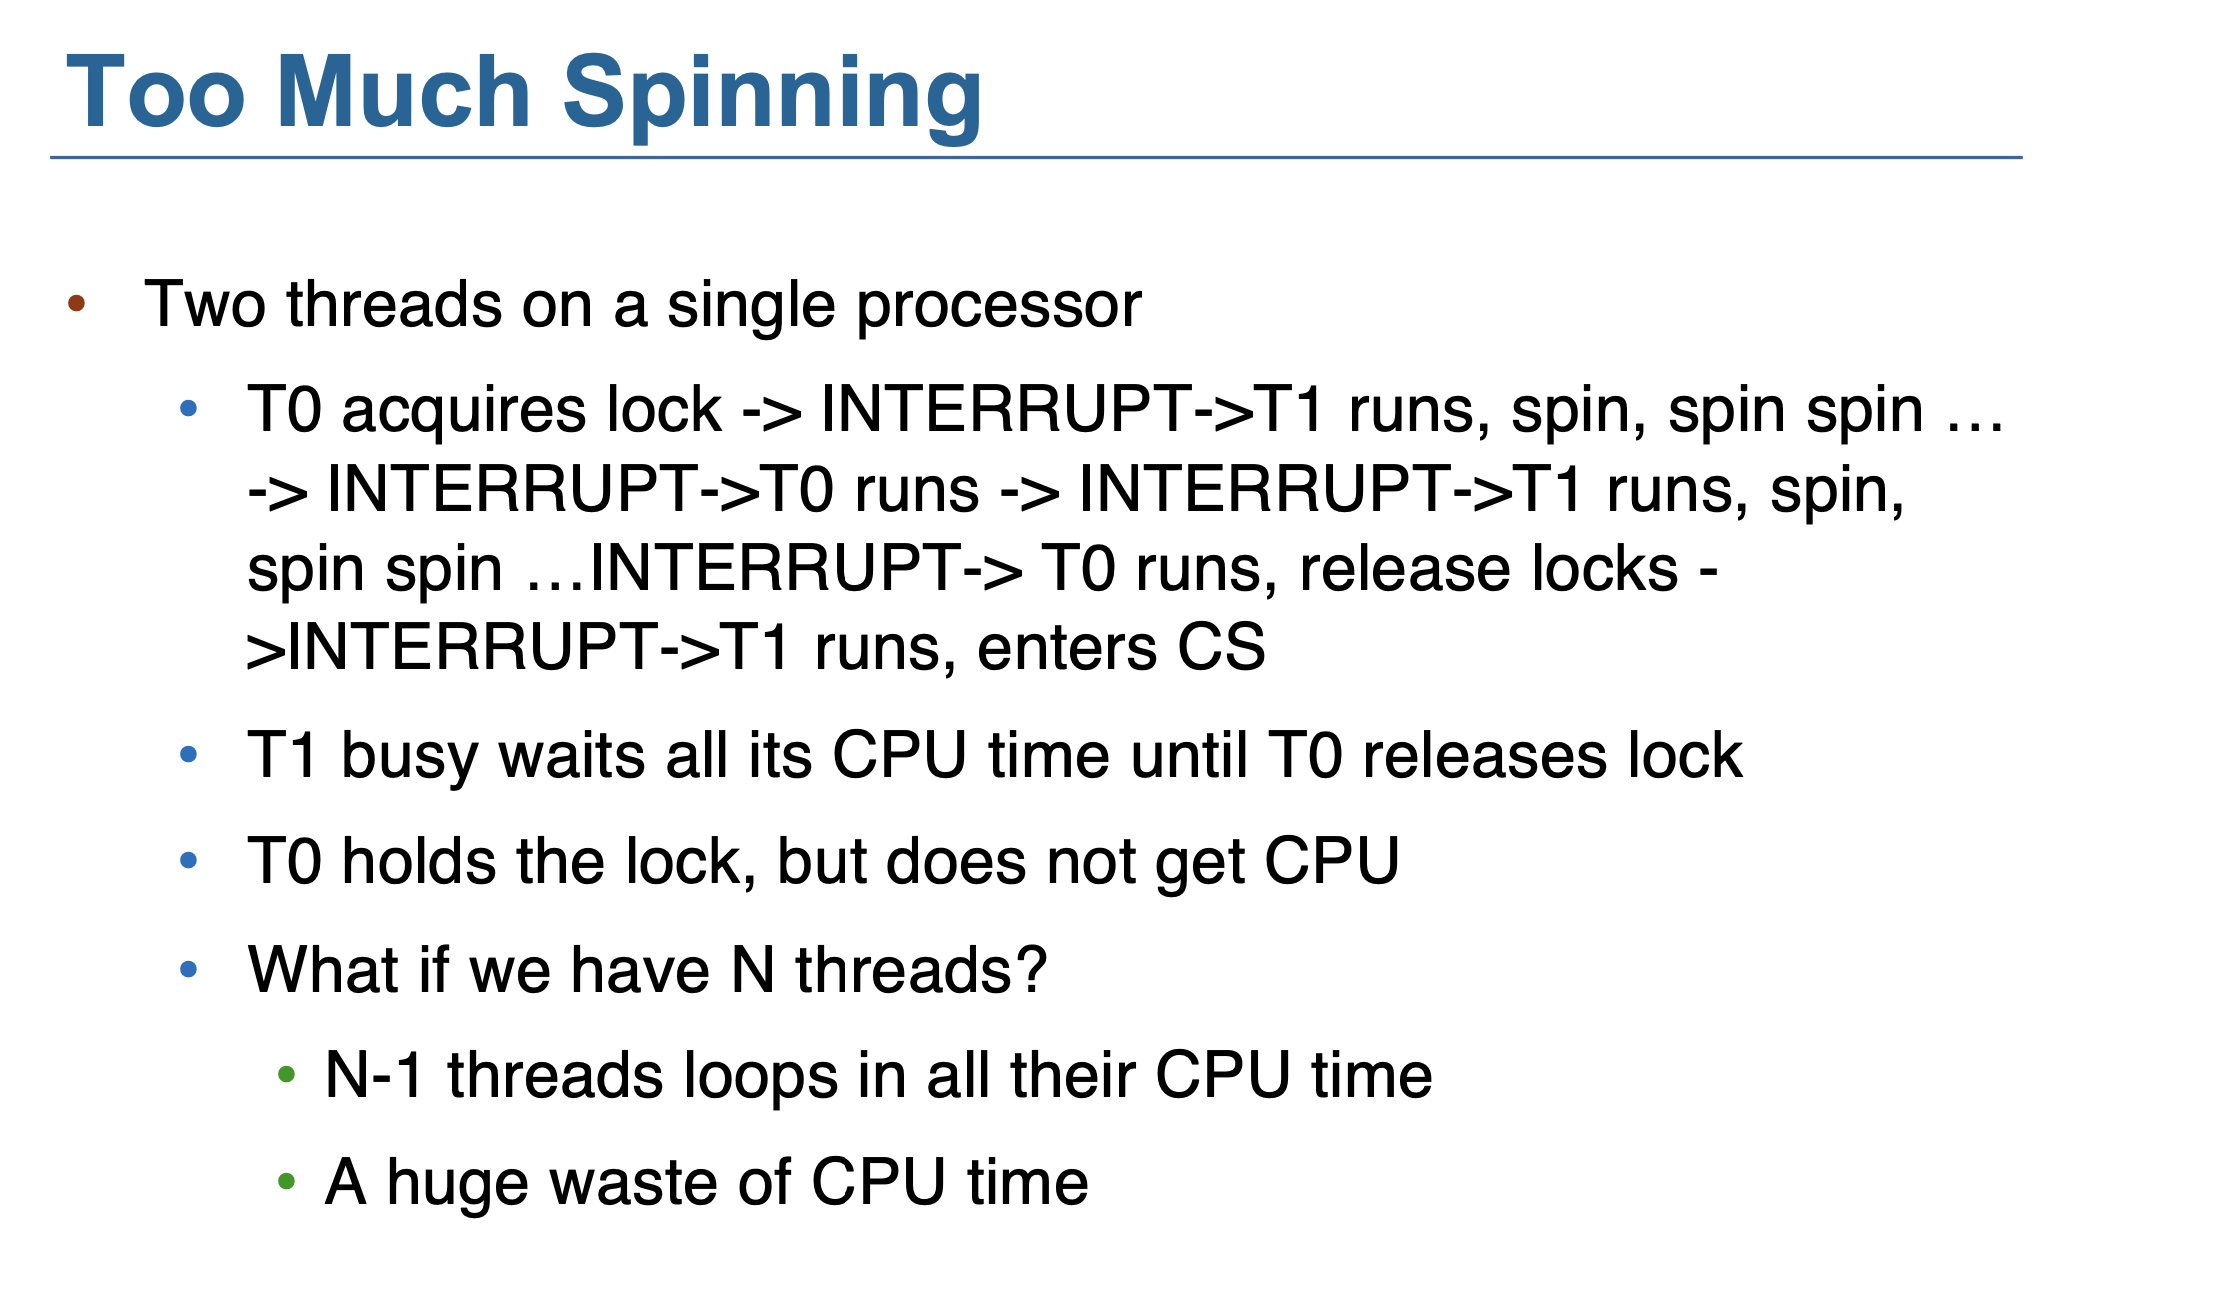 Too Much Spinning
• Two threads on a single processor
• T0 acquires lock -> INTERRUPT->T1 runs, spin, spin spin …
-> INTERRUPT->T0 runs -> INTERRUPT->T1 runs, spin,
spin spin …INTERRUPT-> T0 runs, release locks -
>INTERRUPT->T1 runs, enters CS
• T1 busy waits all its CPU time until T0 releases lock
• T0 holds the lock, but does not get CPU
• What if we have N threads?
• N-1 threads loops in all their CPU time
• A huge waste of CPU time